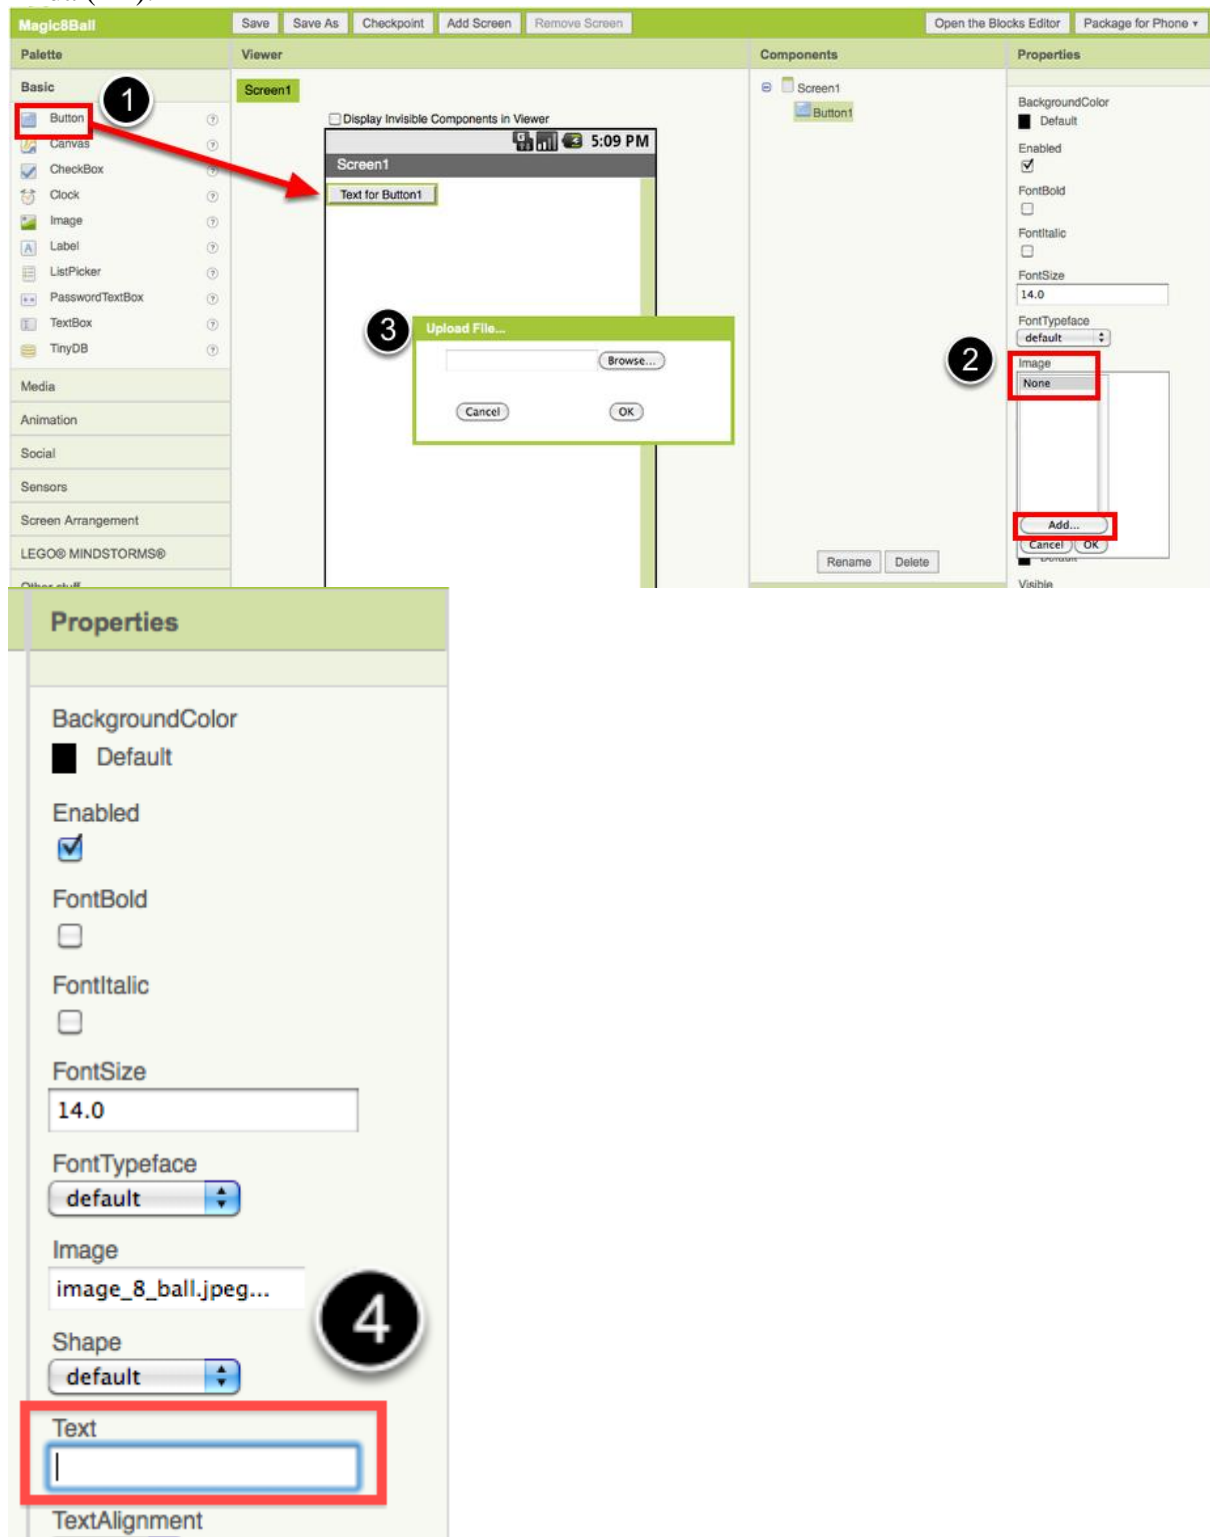 Magic8Ball Save Save As Checkpoint Add Screen Remove Screen Open the Blocks Editor Package for Phone
Palette Viewer Components Properties
Basic
Button
Canvas
CheckBox
Clock
Image
Label
ListPicker
PasswordTextBox
TextBox
TinyDB
Media
Animation
Social
Sensors
Screen Arrangement
LEGO® MINDSTORMS®
Other stuff
1
Screen1
Display Invisible Components in Viewer
5:09 PM
Screen1
Text for Button1
3
Upload File...
Browse...
Cancel OK
Screen1
Button1
Rename Delete
BackgroundColor
Default
Enabled
FontBold
FontItalic
FontSize
14.0
FontTypeface
default
2
Image
None
Add...
Cancel OK
Default
Visible
Properties
BackgroundColor
Default
Enabled
FontBold
FontItalic
FontSize
14.0
FontTypeface
default
Image
image_8_ball.jpeg...
4
Shape
default
Text
TextAlignment